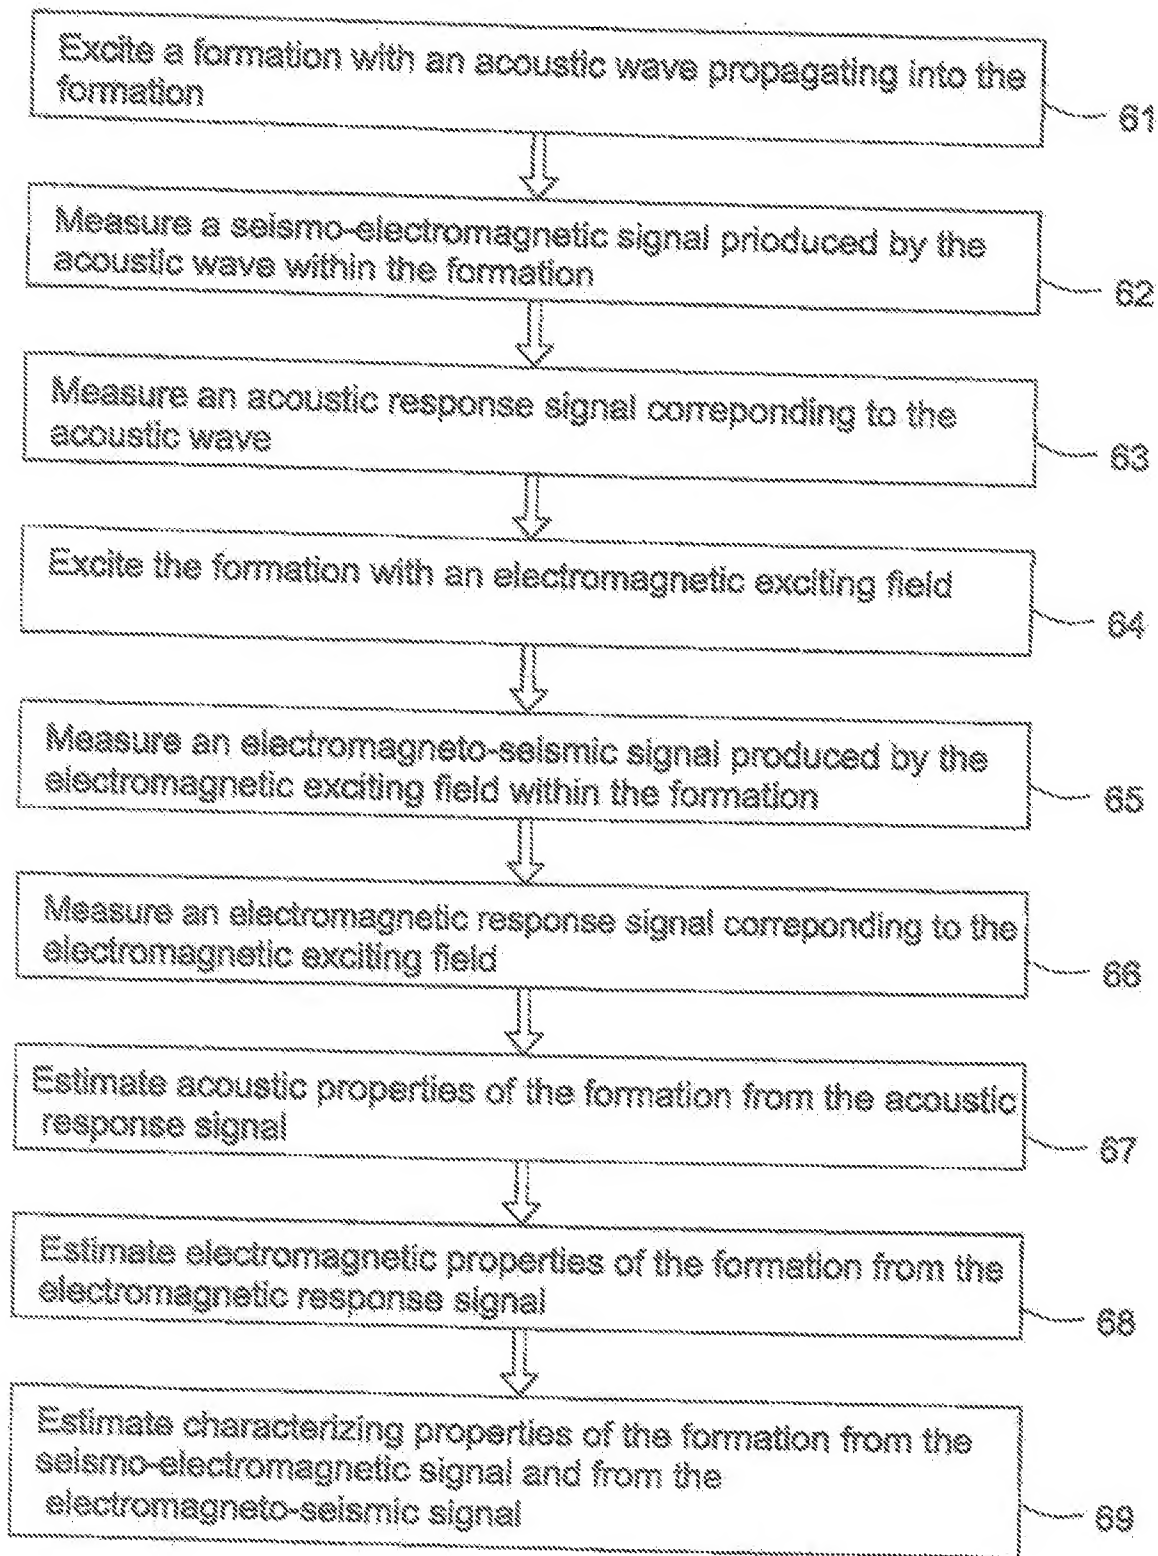 Excite a formation with an acoustic wave propagating into the
formation
61
Measure a seismo-electromagnetic signal prioduced by the
acoustic wave within the formation
62
Measure an acoustic response signal correponding to the
acoustic wave
63
Excite the formation with an electromagnetic exciting field
64
Measure an electromagneto-seismic signal produced by the
electromagnetic exciting field within the formation
65
Measure an electromagnetic response signal correponding to the
electromagnetic exciting field
66
Estimate acoustic properties of the formation from the acoustic
response signal
67
Estimate electromagnetic properties of the formation from the
electromagnetic response signal
68
Estimate characterizing properties of the formation from the
seismo-electromagnetic signal and from the
electromagneto-seismic signal
69